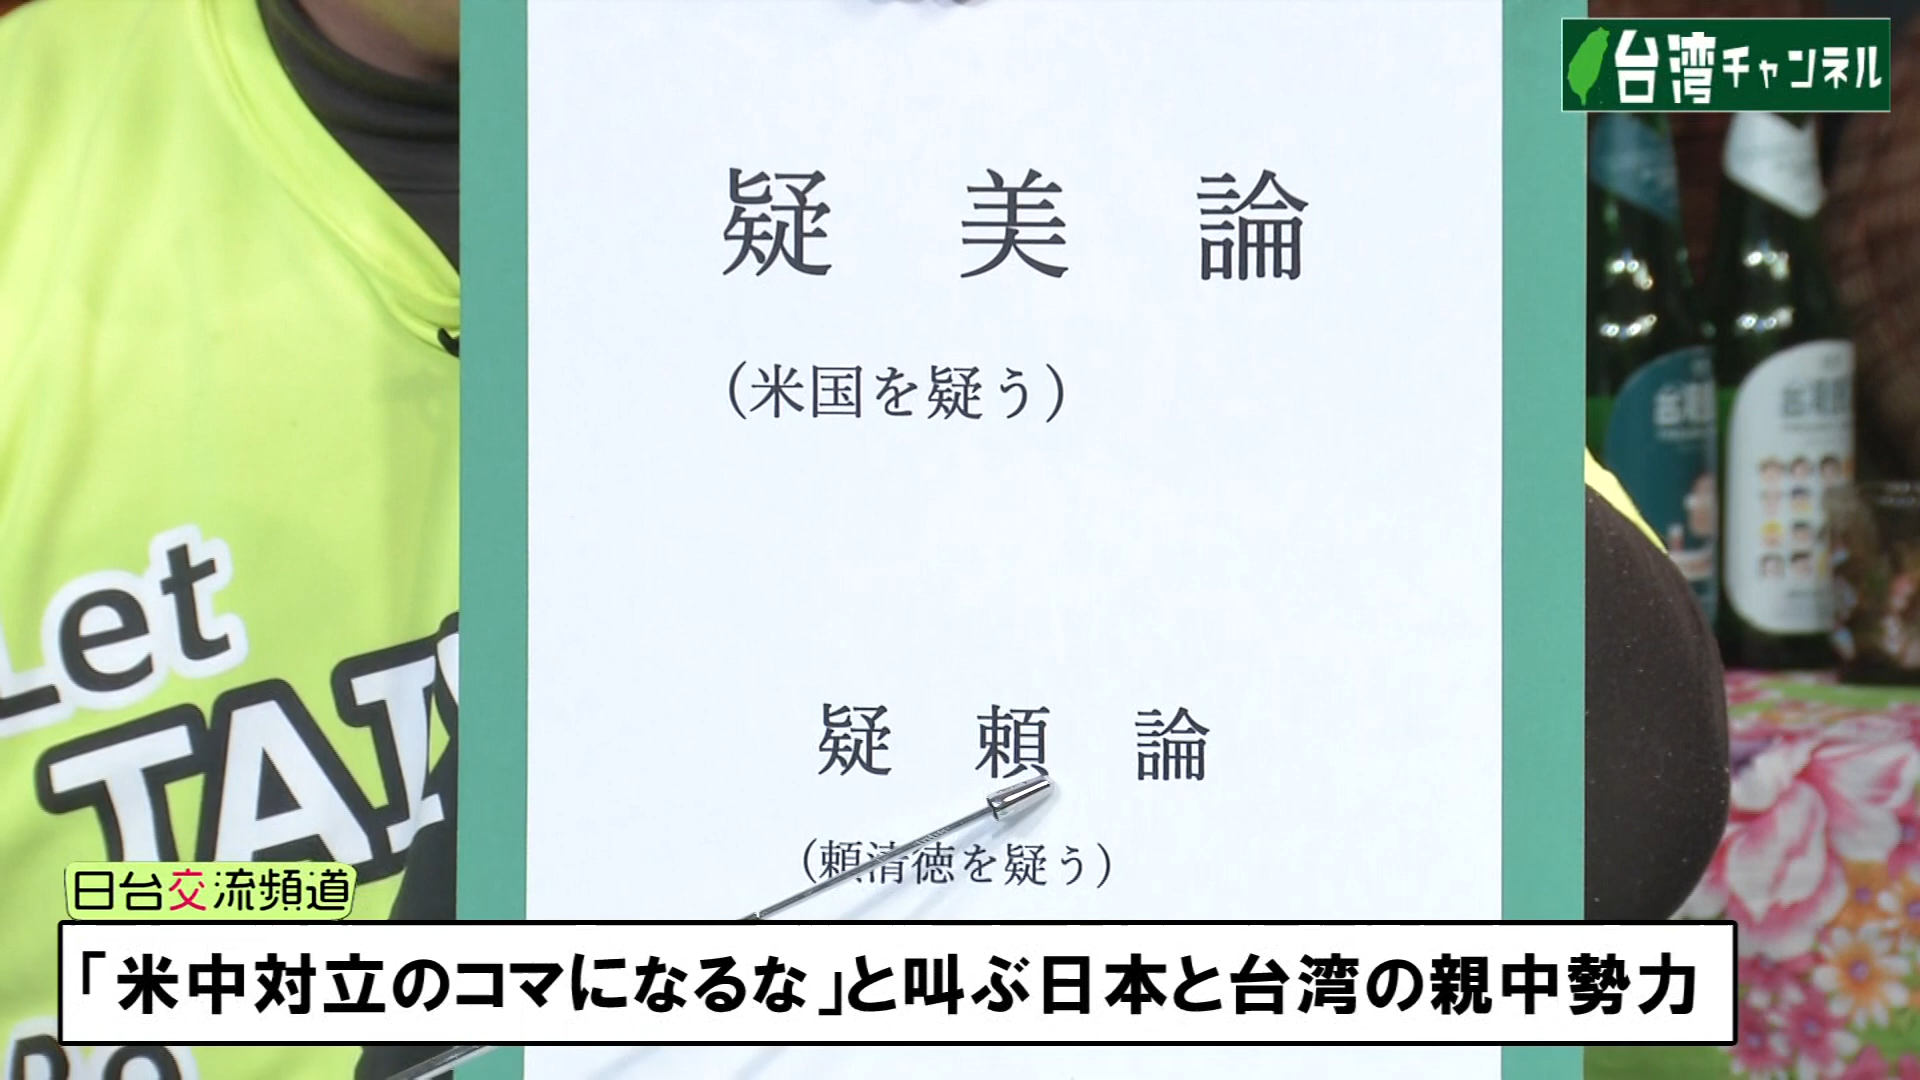 台湾チャンネル
疑 美 論
（米国を疑う）
疑 頼 論
（頼清徳を疑う）
Let
TAI
日台交流頻道
「米中対立のコマになるな」と叫ぶ日本と台湾の親中勢力